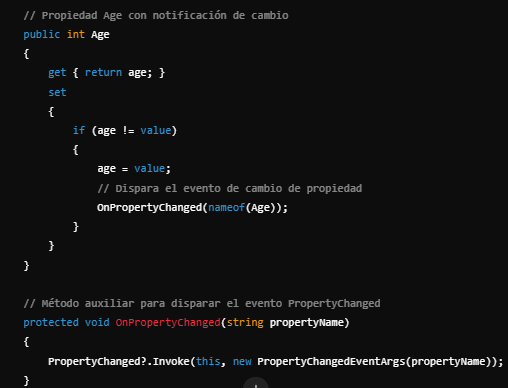 // Propiedad Age con notificación de cambio
public int Age
{
    get { return age; }
    set
    {
        if (age != value)
        {
            age = value;
            // Dispara el evento de cambio de propiedad
            OnPropertyChanged(nameof(Age));
        }
    }
}

// Método auxiliar para disparar el evento PropertyChanged
protected void OnPropertyChanged(string propertyName)
{
    PropertyChanged?.Invoke(this, new PropertyChangedEventArgs(propertyName));
}